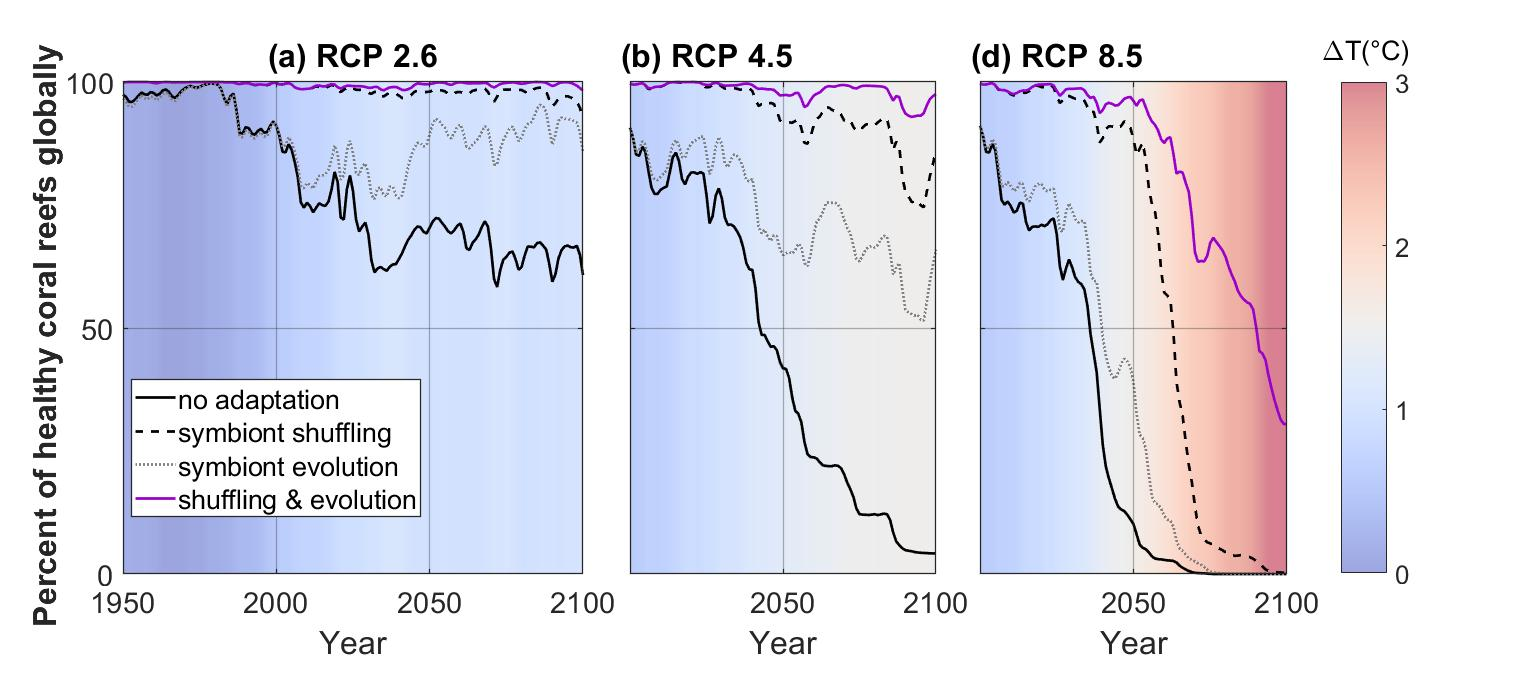 (a) RCP 2.6
(b) RCP 4.5
(d) RCP 8.5
ΔT(°C)
Percent of healthy coral reefs globally
100
50
0
no adaptation
symbiont shuffling
symbiont evolution
shuffling & evolution
3
2
1
0
1950 2000 2050 2100
2050 2100
2050 2100
Year
Year
Year